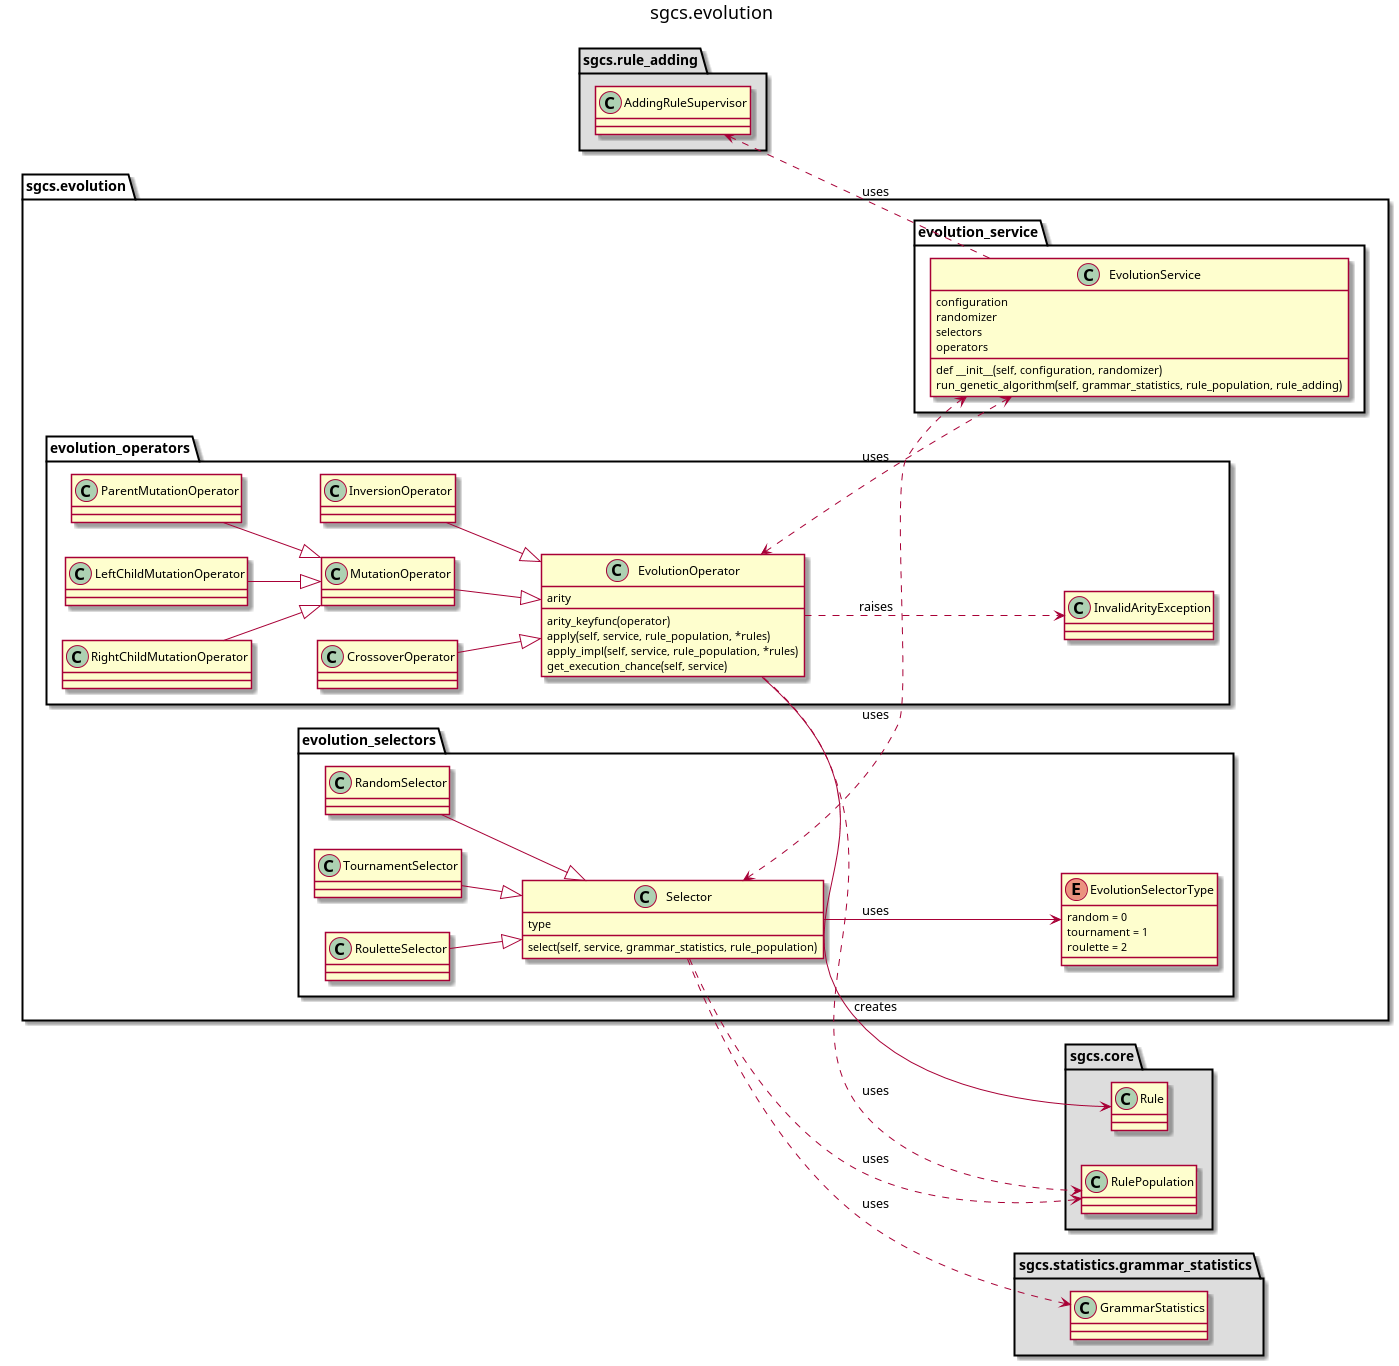 sgcs.evolution
sgcs.rule_adding
C AddingRuleSupervisor
sgcs.evolution
uses
evolution_service
C EvolutionService
configuration
randomizer
selectors
operators
def __init__(self, configuration, randomizer)
run_genetic_algorithm(self, grammar_statistics, rule_population, rule_adding)
evolution_operators
uses
C ParentMutationOperator
C InversionOperator
C LeftChildMutationOperator
C MutationOperator
C RightChildMutationOperator
C CrossoverOperator
C EvolutionOperator
arity
arity_keyfunc(operator)
apply(self, service, rule_population, *rules)
apply_impl(self, service, rule_population, *rules)
get_execution_chance(self, service)
raises
C InvalidArityException
uses
evolution_selectors
C RandomSelector
C TournamentSelector
C RouletteSelector
C Selector
type
select(self, service, grammar_statistics, rule_population)
uses
E EvolutionSelectorType
random = 0
tournament = 1
roulette = 2
creates
sgcs.core
C Rule
uses
uses
C RulePopulation
uses
sgcs.statistics.grammar_statistics
C GrammarStatistics